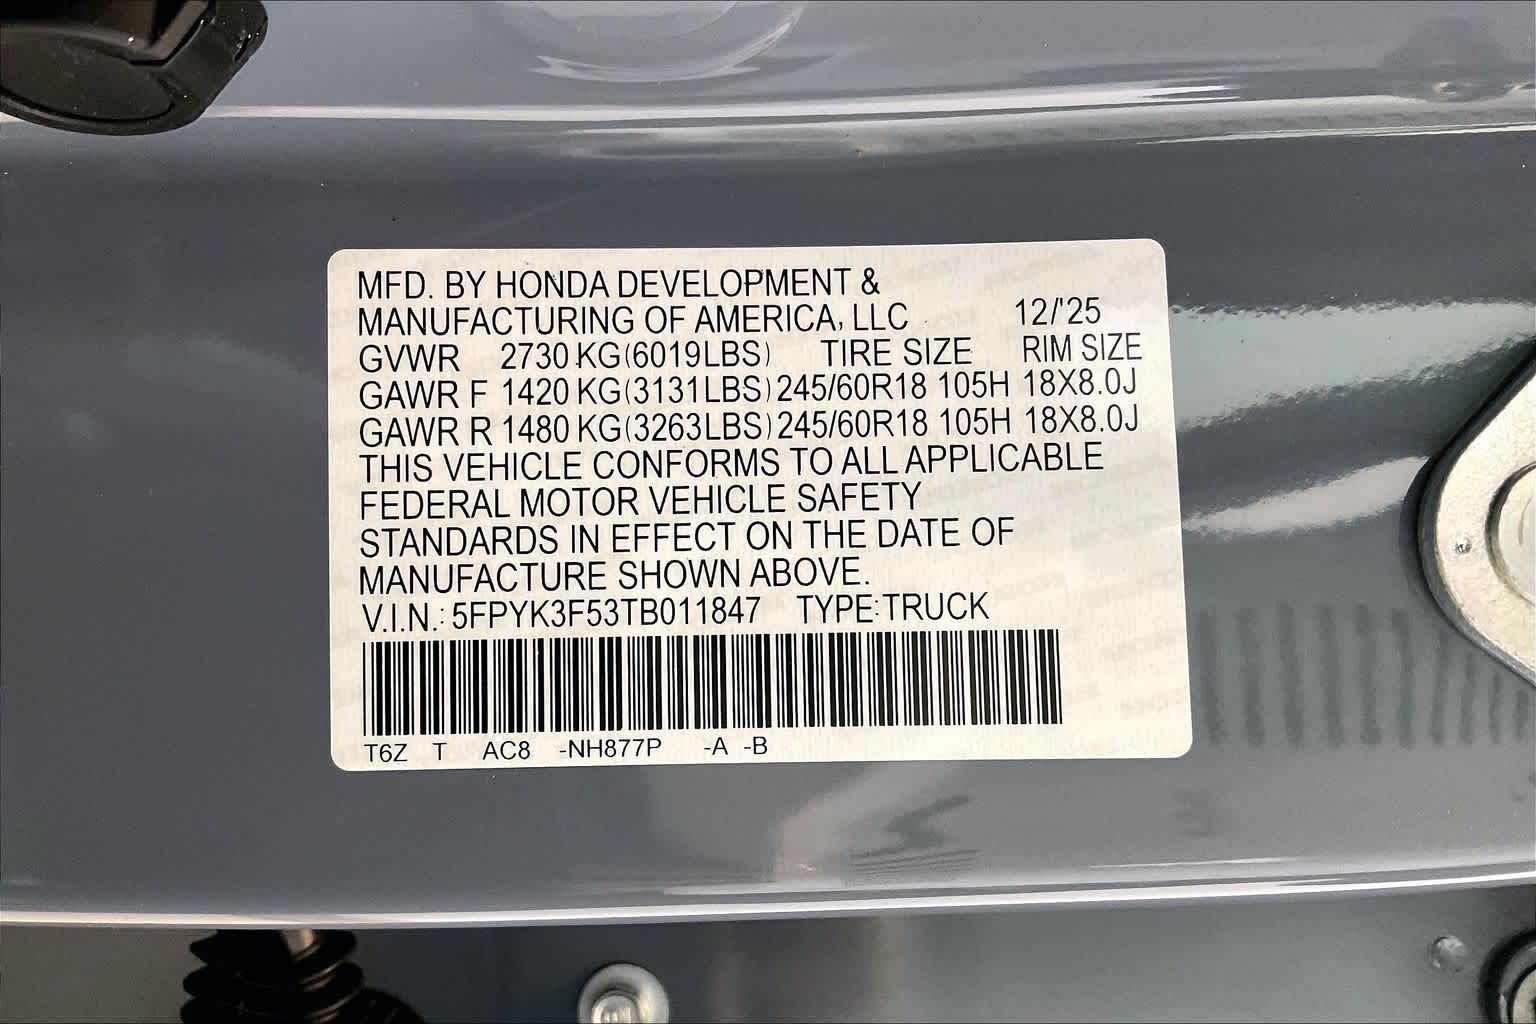 MFD. BY HONDA DEVELOPMENT &
MANUFACTURING OF AMERICA, LLC 12/'25
GVWR 2730 KG(6019LBS) TIRE SIZE RIM SIZE
GAWR F 1420 KG(3131LBS) 245/60R18 105H 18X8.0J
GAWR R 1480 KG(3263LBS) 245/60R18 105H 18X8.0J
THIS VEHICLE CONFORMS TO ALL APPLICABLE
FEDERAL MOTOR VEHICLE SAFETY
STANDARDS IN EFFECT ON THE DATE OF
MANUFACTURE SHOWN ABOVE.
V.I.N.: 5FPYK3F53TB011847 TYPE:TRUCK
T6Z T AC8 -NH877P -A -B